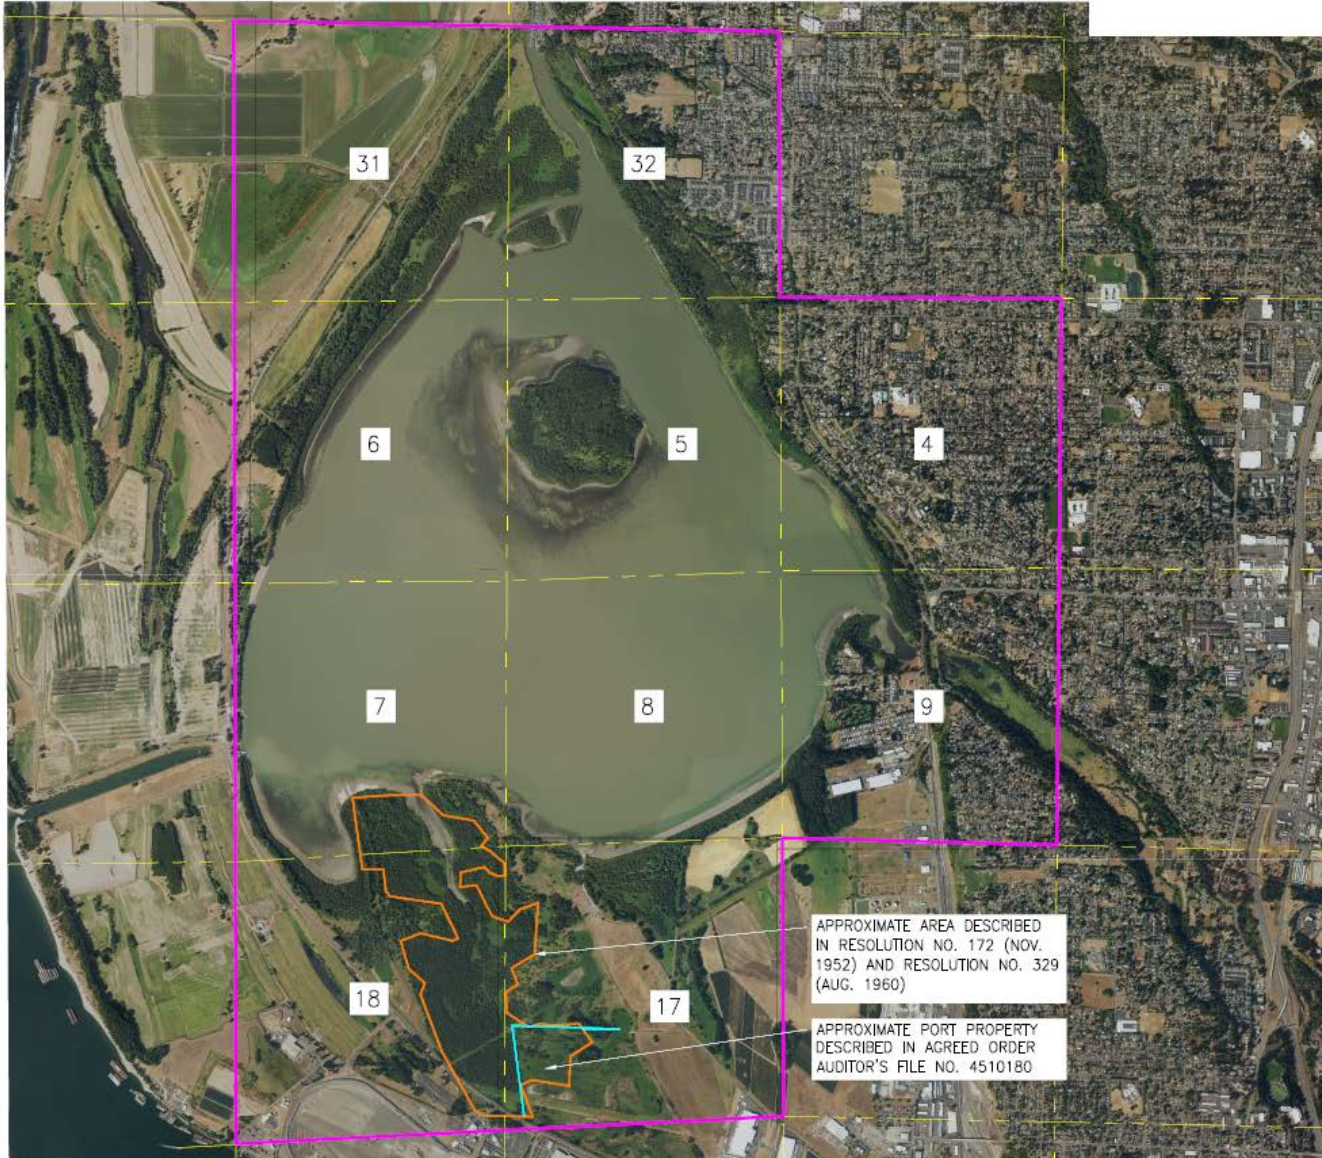 31
32
6
5
4
7
8
9
18
17
APPROXIMATE AREA DESCRIBED
IN RESOLUTION NO. 172 (NOV.
1952) AND RESOLUTION NO. 329
(AUG. 1960)
APPROXIMATE PORT PROPERTY
DESCRIBED IN AGREED ORDER
AUDITOR'S FILE NO. 4510180